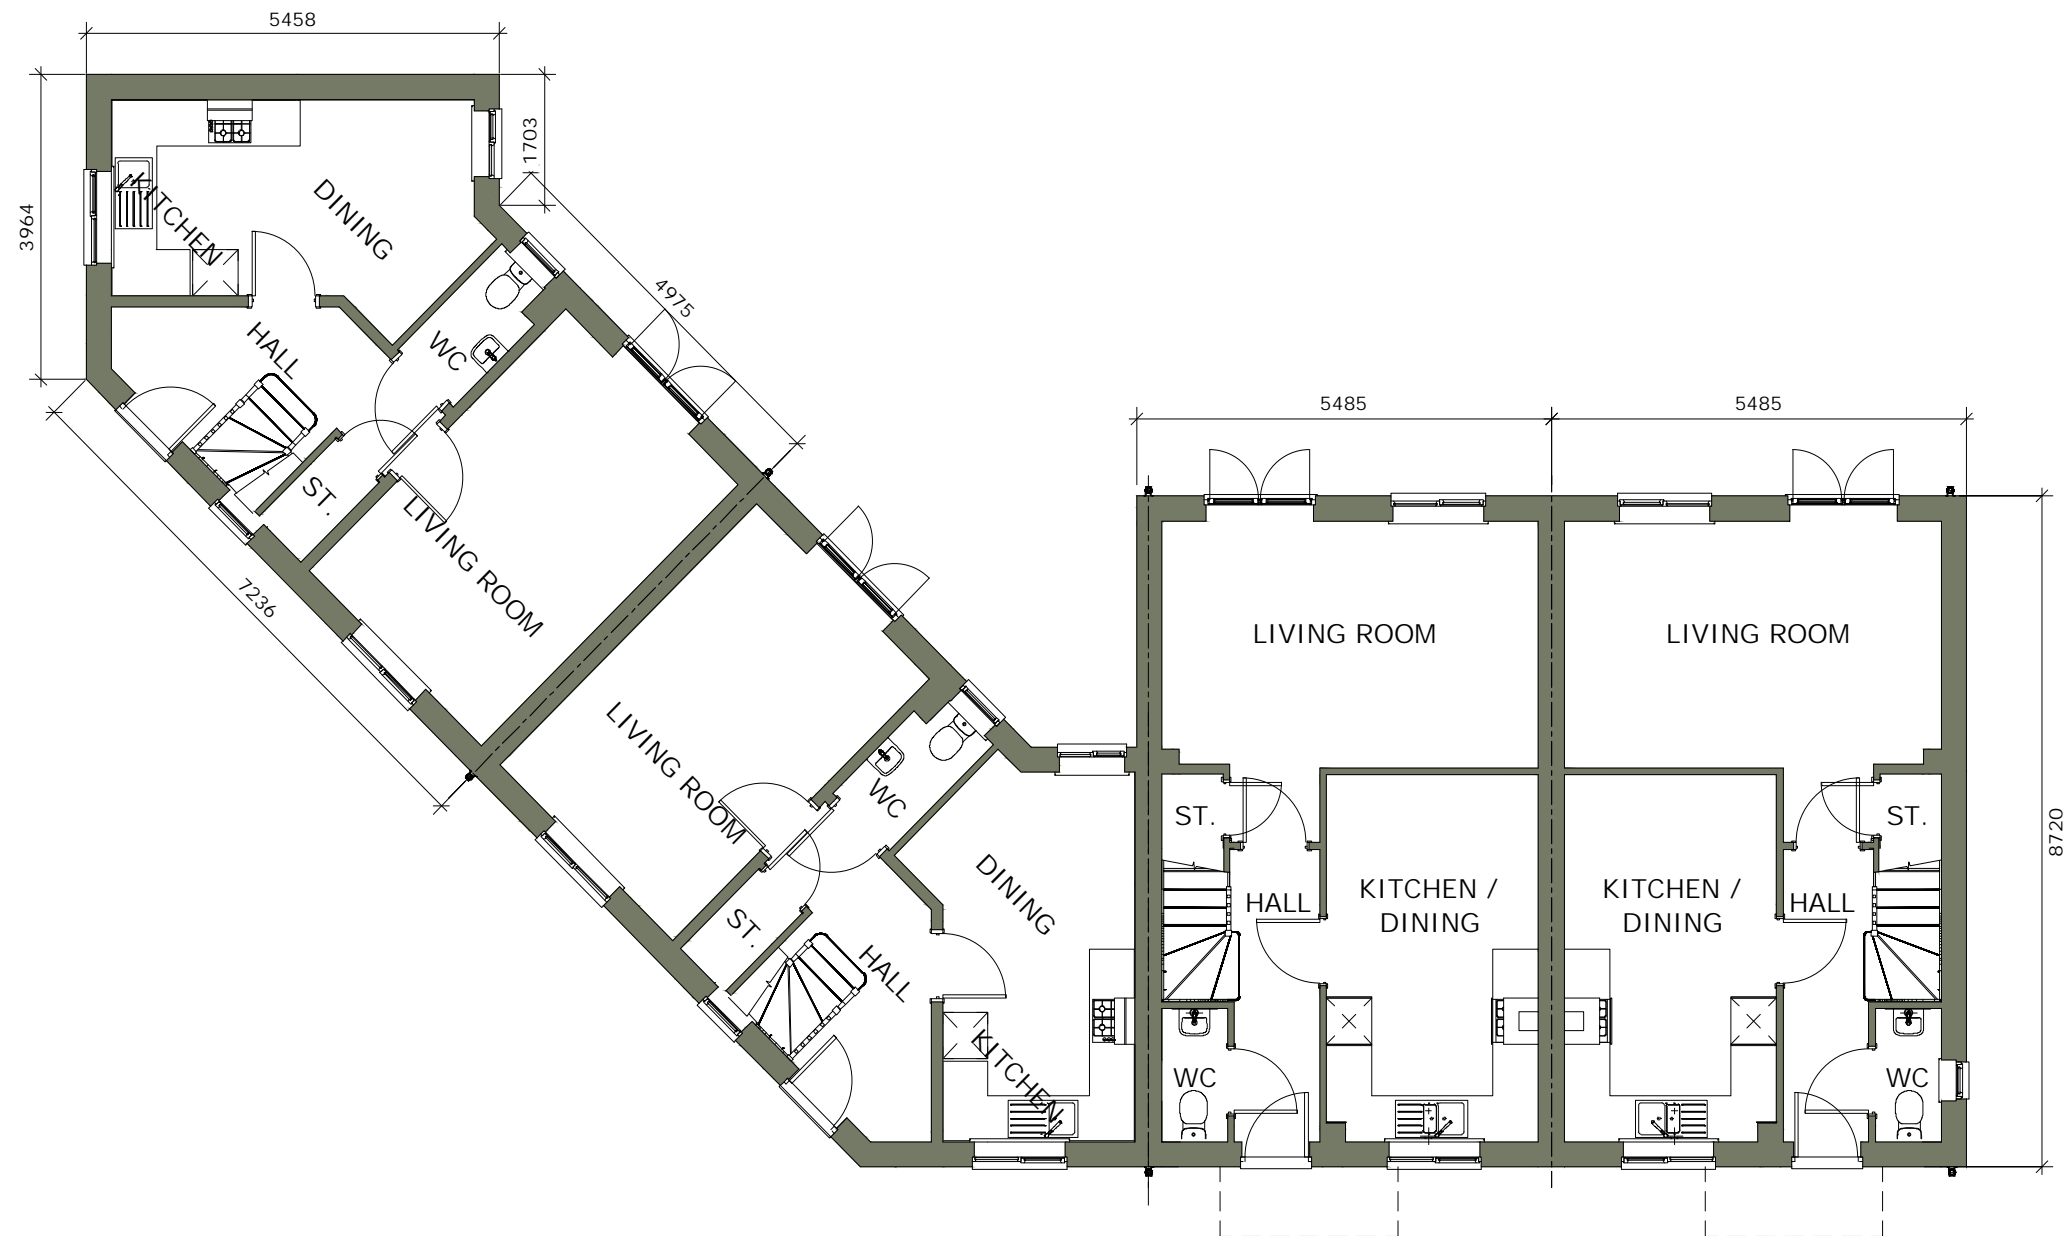 5458
1703
3964
KITCHEN
DINING
HALL
WC
4975
ST.
LIVING ROOM
7236
5485
5485
LIVING ROOM
LIVING ROOM
LIVING ROOM
WC
DINING
ST.
HALL
KITCHEN
ST.
ST.
HALL
KITCHEN /
DINING
KITCHEN /
DINING
HALL
8720
WC
WC